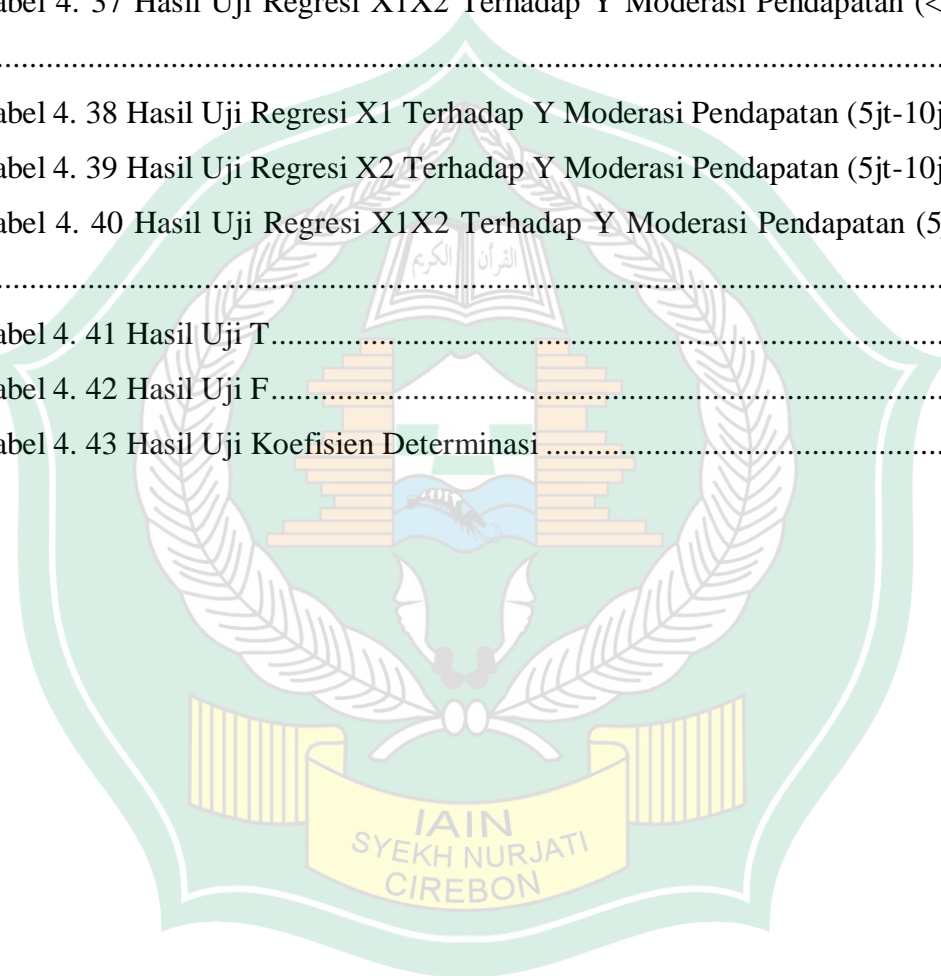 abel 4. 37 Hasil Uji Regresi X1X2 Terhadap Y Moderasi Pendapatan (<
................................................................................................................
abel 4. 38 Hasil Uji Regresi X1 Terhadap Y Moderasi Pendapatan (5jt-10j
abel 4. 39 Hasil Uji Regresi X2 Terhadap Y Moderasi Pendapatan (5jt-10j
abel 4. 40 Hasil Uji Regresi X1X2 Terhadap Y Moderasi Pendapatan (5j
القرآن الكريم
................................................................................................................
abel 4. 41 Hasil Uji T................................................................................
abel 4. 42 Hasil Uji F................................................................................
abel 4. 43 Hasil Uji Koefisien Determinasi ................................................
IAIN
SYEKH NURJATI
CIREBON